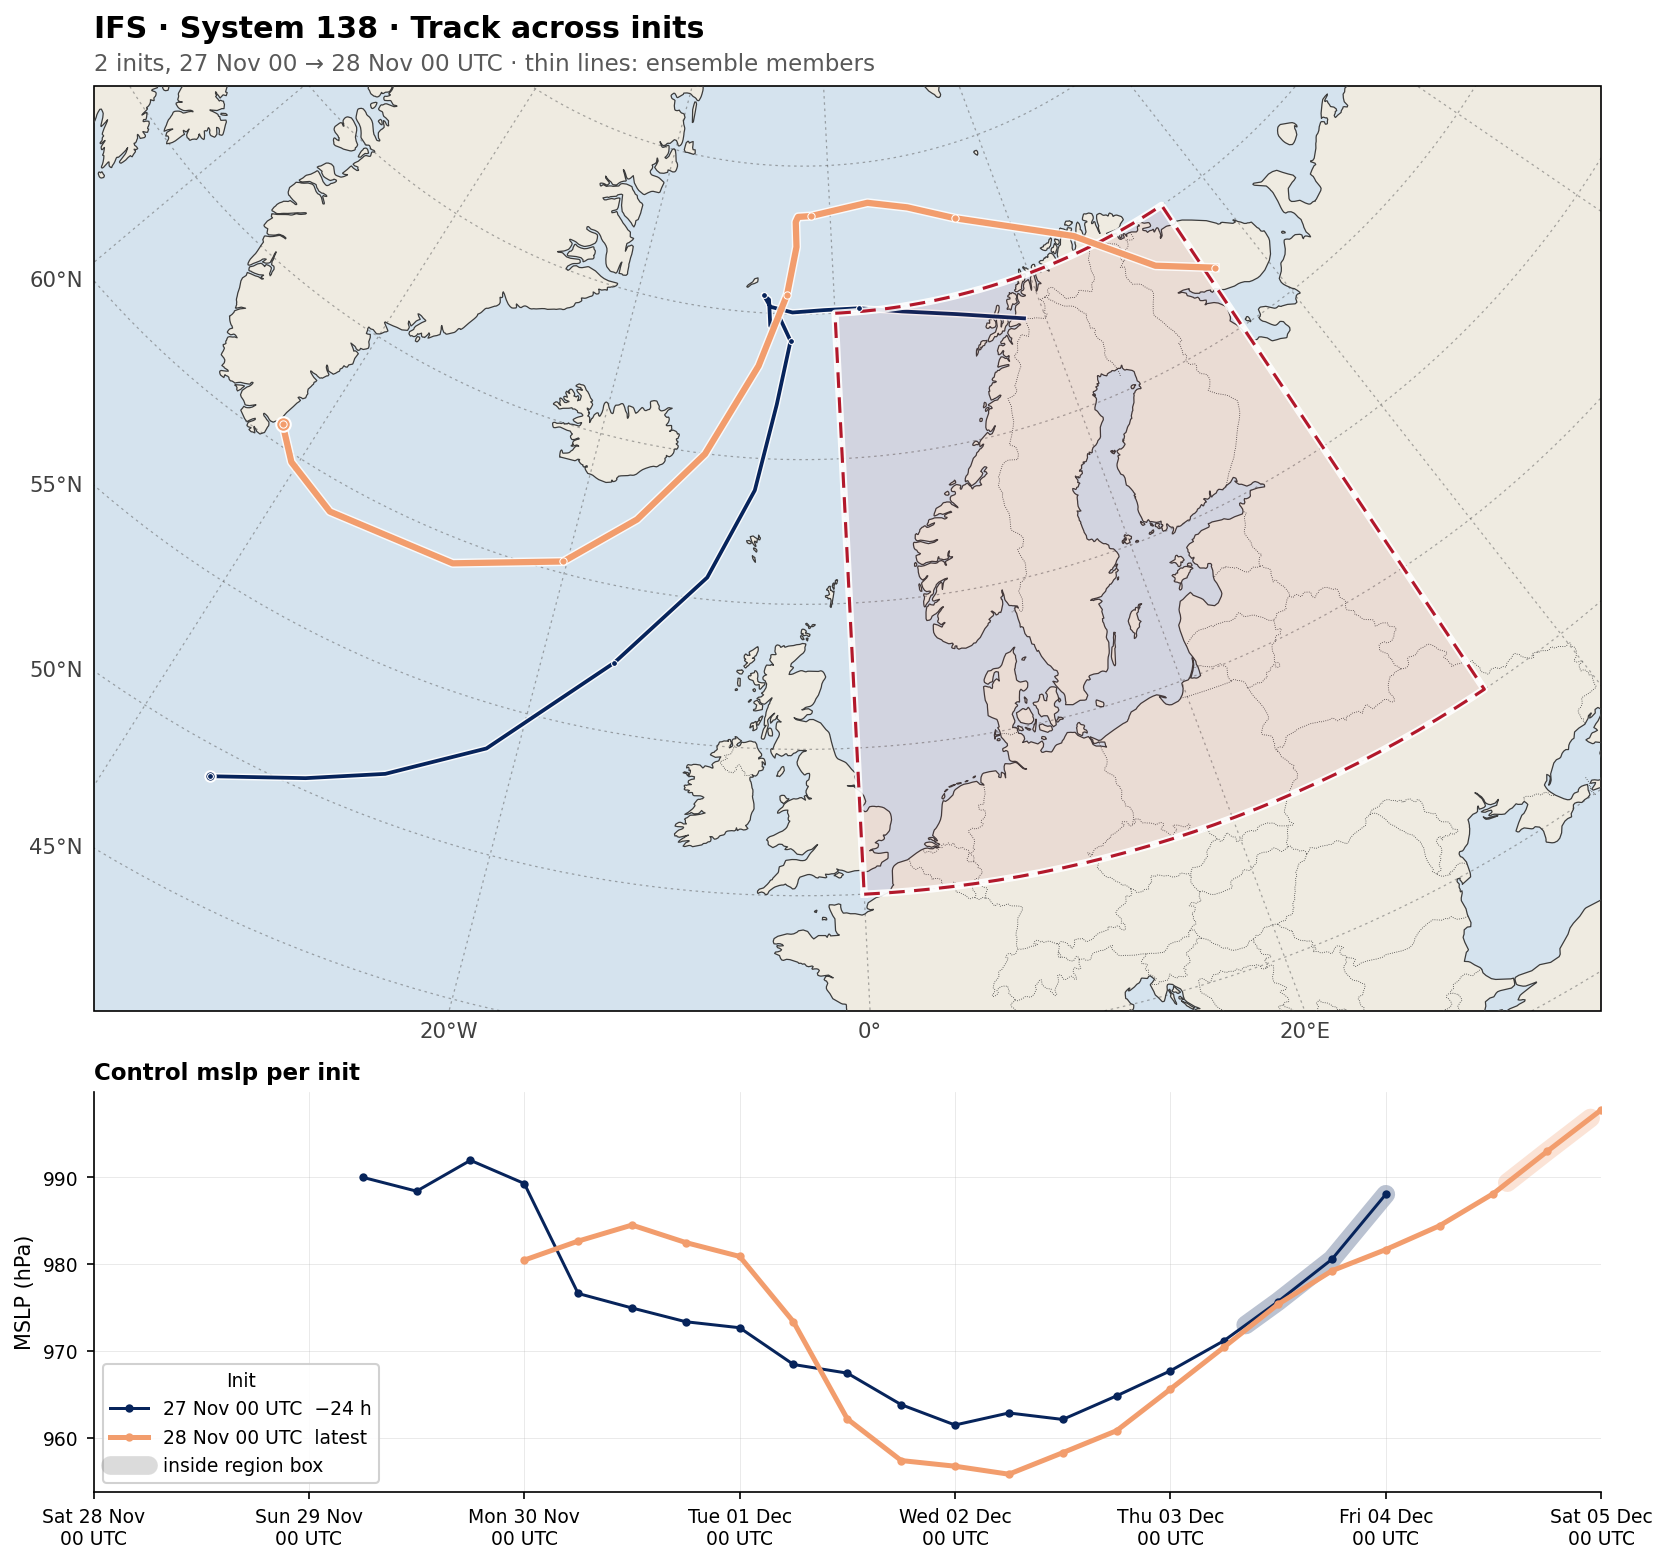 IFS · System 138 · Track across inits
2 inits, 27 Nov 00 → 28 Nov 00 UTC · thin lines: ensemble members
60°N
55°N
50°N
45°N
20°W
0°
20°E
Control mslp per init
MSLP (hPa)
990
980
970
960
Init
27 Nov 00 UTC  −24 h
28 Nov 00 UTC  latest
inside region box
Sat 28 Nov
00 UTC
Sun 29 Nov
00 UTC
Mon 30 Nov
00 UTC
Tue 01 Dec
00 UTC
Wed 02 Dec
00 UTC
Thu 03 Dec
00 UTC
Fri 04 Dec
00 UTC
Sat 05 Dec
00 UTC